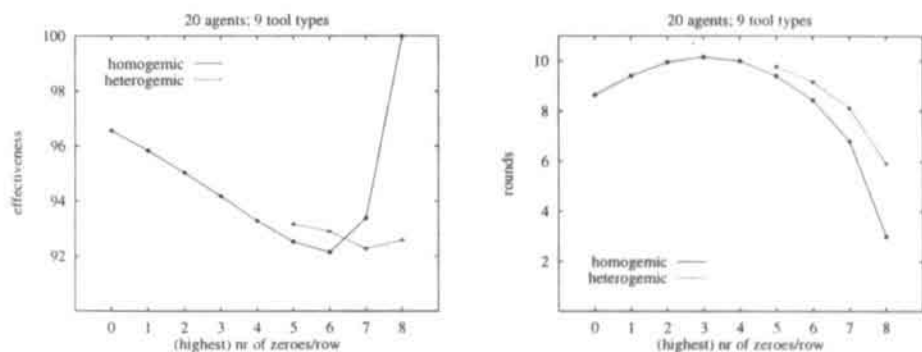 20 agents; 9 tool types
100
98
96
94
92
effectiveness
homogemic
heterogemic
0 1 2 3 4 5 6 7 8
(highest) nr of zeroes/row
20 agents; 9 tool types
10
8
6
4
2
rounds
homogemic
heterogemic
0 1 2 3 4 5 6 7 8
(highest) nr of zeroes/row